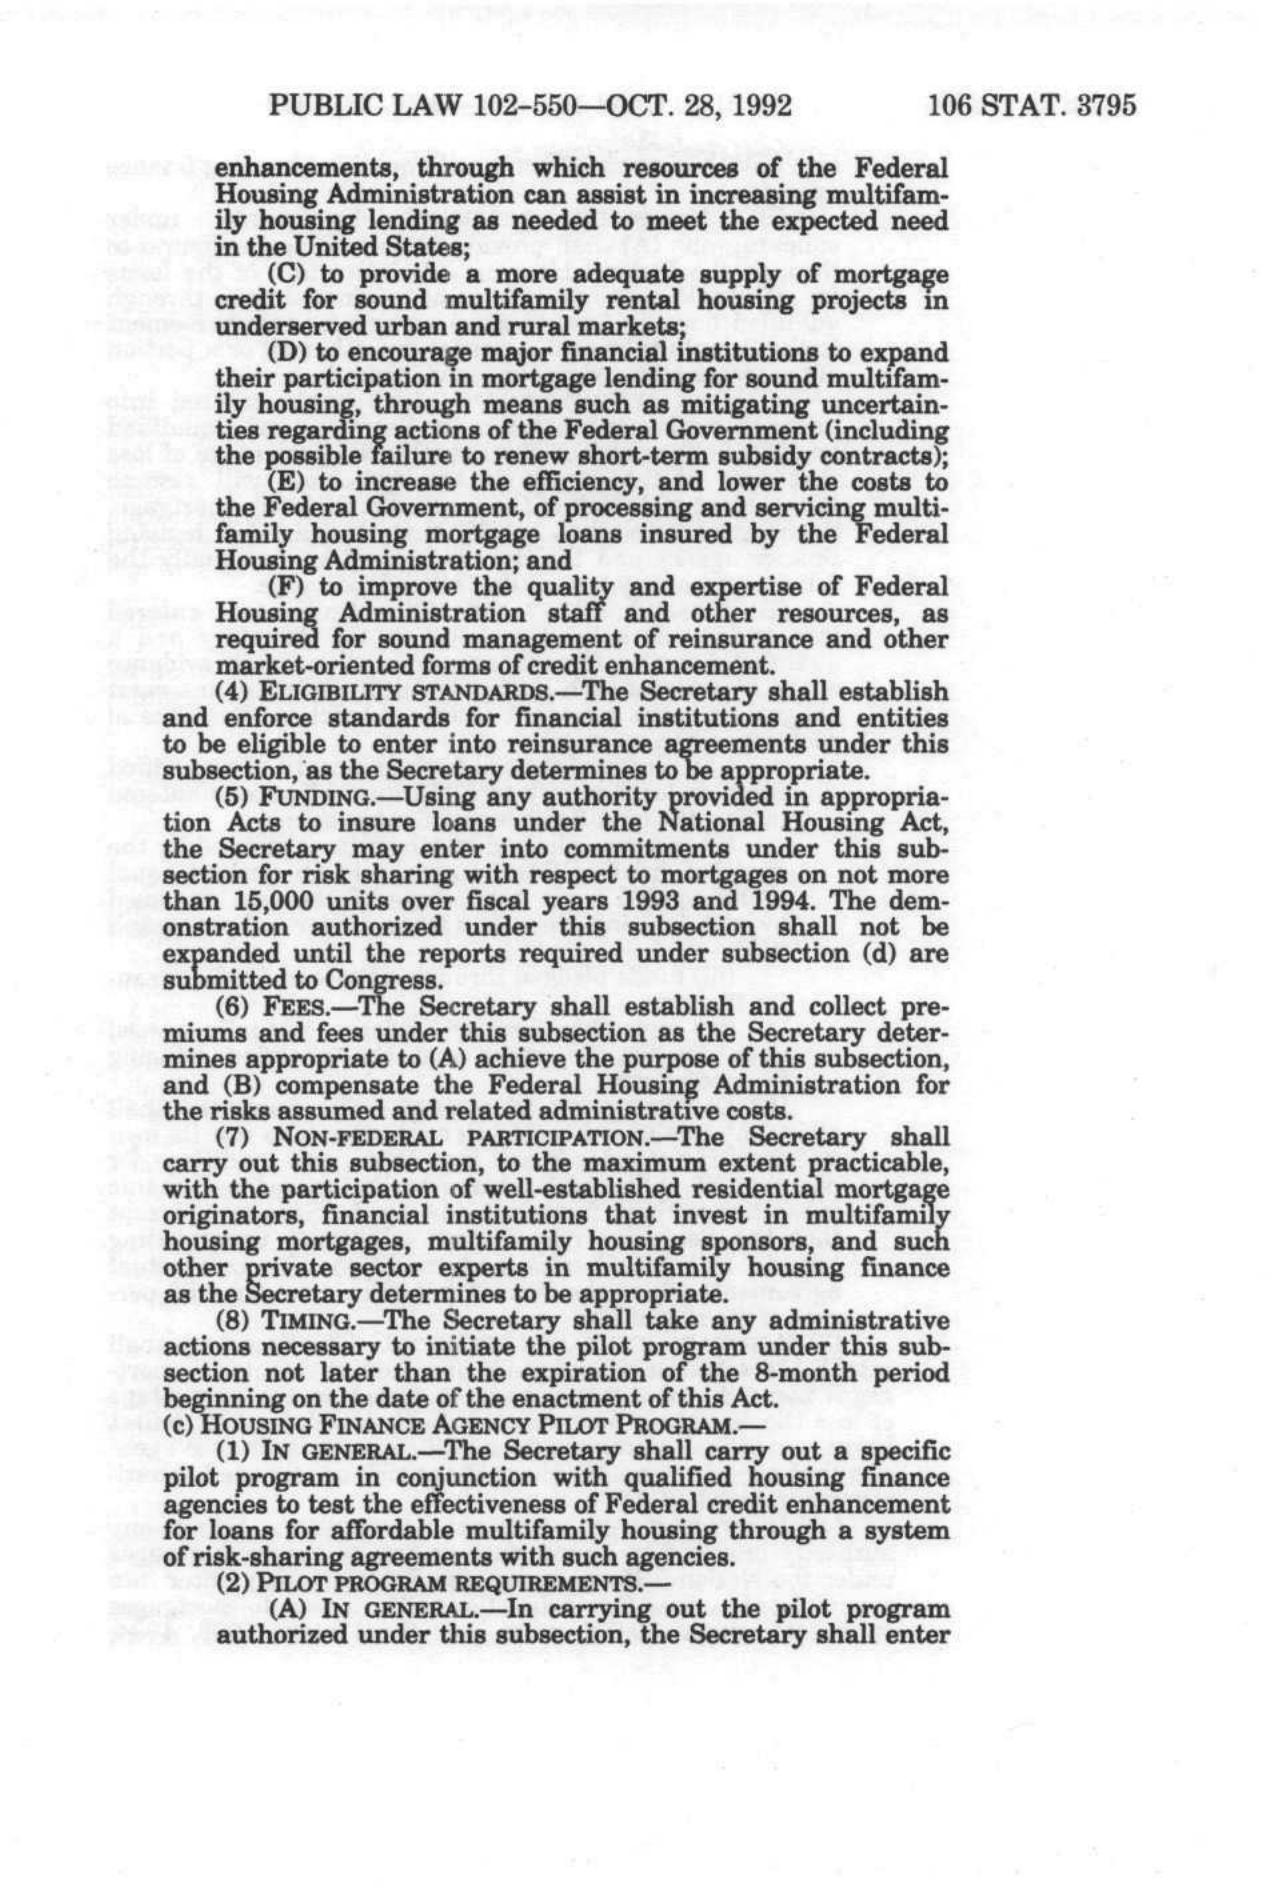 PUBLIC LAW 102-550—OCT. 28, 1992 106 STAT. 3795
enhancements, through which resources of the Federal
Housing Administration can assist in increasing multifam-
ily housing lending as needed to meet the expected need
in the United States;
(C) to provide a more adequate supply of mortgage
credit for sound multifamily rental housing projects in
underserved urban and rural markets;
(D) to encourage major financial institutions to expand
their participation in mortgage lending for sound multifam-
ily housing, through means such as mitigating uncertain-
ties regarding actions of the Federal Government (including
the possible failure to renew short-term subsidy contracts);
(E) to increase the efficiency, and lower the costs to
the Federal Government, of processing and servicing multi-
family housing mortgage loans insured by the Federal
Housing Administration; and
(F) to improve the quality and expertise of Federal
Housing Administration staff and other resources, as
required for sound management of reinsurance and other
market-oriented forms of credit enhancement.
(4) ELIGIBILITY STANDARDS.—The Secretary shall establish
and enforce standards for financial institutions and entities
to be eligible to enter into reinsurance agreements under this
subsection, as the Secretary determines to be appropriate.
(5) FUNDING.—Using any authority provided in appropria-
tion Acts to insure loans under the National Housing Act,
the Secretary may enter into commitments under this sub-
section for risk sharing with respect to mortgages on not more
than 15,000 units over fiscal years 1993 and 1994. The dem-
onstration authorized under this subsection shall not be
expanded until the reports required under subsection (d) are
submitted to Congress.
(6) FEES.—The Secretary shall establish and collect pre-
miums and fees under this subsection as the Secretary deter-
mines appropriate to (A) achieve the purpose of this subsection,
and (B) compensate the Federal Housing Administration for
the risks assumed and related administrative costs.
(7) NON-FEDERAL PARTICIPATION.—The Secretary shall
carry out this subsection, to the maximum extent practicable,
with the participation of well-established residential mortgage
originators, financial institutions that invest in multifamily
housing mortgages, multifamily housing sponsors, and such
other private sector experts in multifamily housing finance
as the Secretary determines to be appropriate.
(8) TIMING.—The Secretary shall take any administrative
actions necessary to initiate the pilot program under this sub-
section not later than the expiration of the 8-month period
beginning on the date of the enactment of this Act.
(c) HOUSING FINANCE AGENCY PILOT PROGRAM.—
(1) IN GENERAL.—The Secretary shall carry out a specific
pilot program in conjunction with qualified housing finance
agencies to test the effectiveness of Federal credit enhancement
for loans for affordable multifamily housing through a system
of risk-sharing agreements with such agencies.
(2) PILOT PROGRAM REQUIREMENTS.—
(A) IN GENERAL.—In carrying out the pilot program
authorized under this subsection, the Secretary shall enter